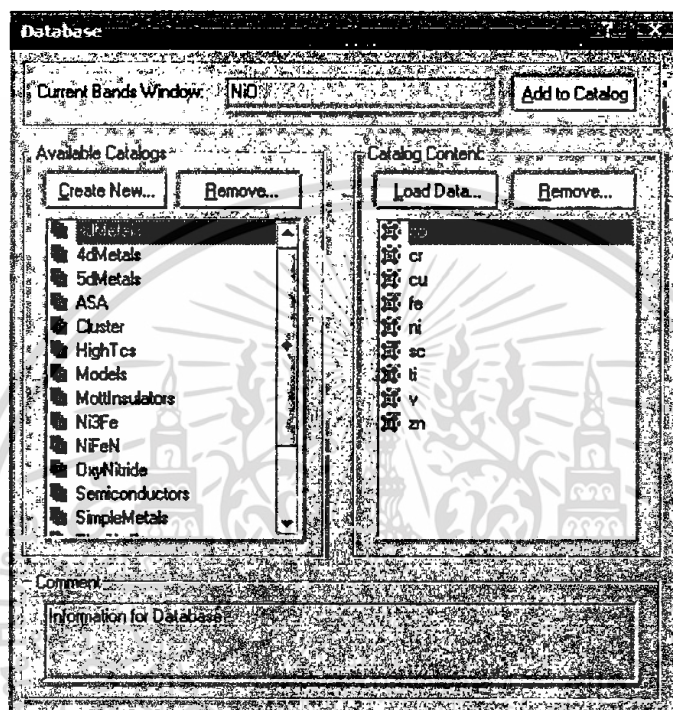 Database
Current Bands Window:
NiO
Add to Catalog
Available Catalogs
Create New...
Remove...
4dMetals
5dMetals
ASA
Cluster
HighTcs
Models
MottInsulators
Ni3Fe
NiFeN
OxyNitride
Semiconductors
SimpleMetals
Catalog Content
Load Data...
Remove...
cr
cu
fe
ni
sc
ti
v
zn
Comment
Information for Database